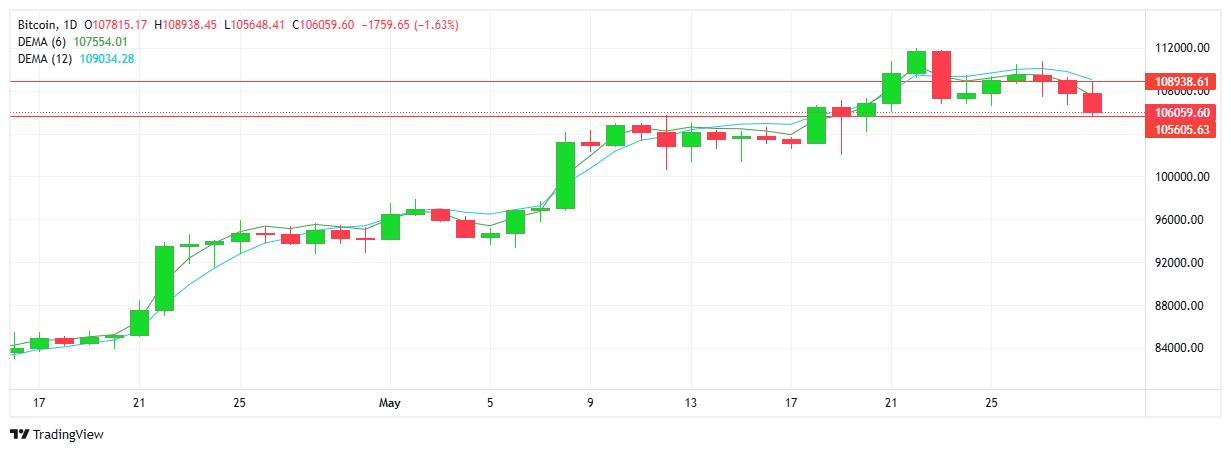 Bitcoin, 1D O107815.17 H108938.45 L105648.41 C106059.60 −1759.65 (−1.63%)
DEMA (6) 107554.01
DEMA (12) 109034.28
112000.00
108938.61
108000.00
106059.60
105605.63
100000.00
96000.00
92000.00
88000.00
84000.00
17 21 25 May 5 9 13 17 21 25
TradingView